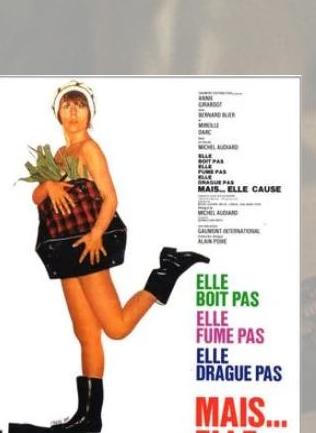 ANNIE
GIRARDOT
BERNARD BLIER
MIREILLE
DARC
MICHEL AUDIARD
ELLE
BOIT PAS
ELLE
FUME PAS
ELLE
DRAGUE PAS
MAIS... ELLE CAUSE
MICHEL AUDIARD
GAUMONT INTERNATIONAL
ALAIN POIRÉ
ELLE
BOIT PAS
ELLE
FUME PAS
ELLE
DRAGUE PAS
MAIS...
ELLE